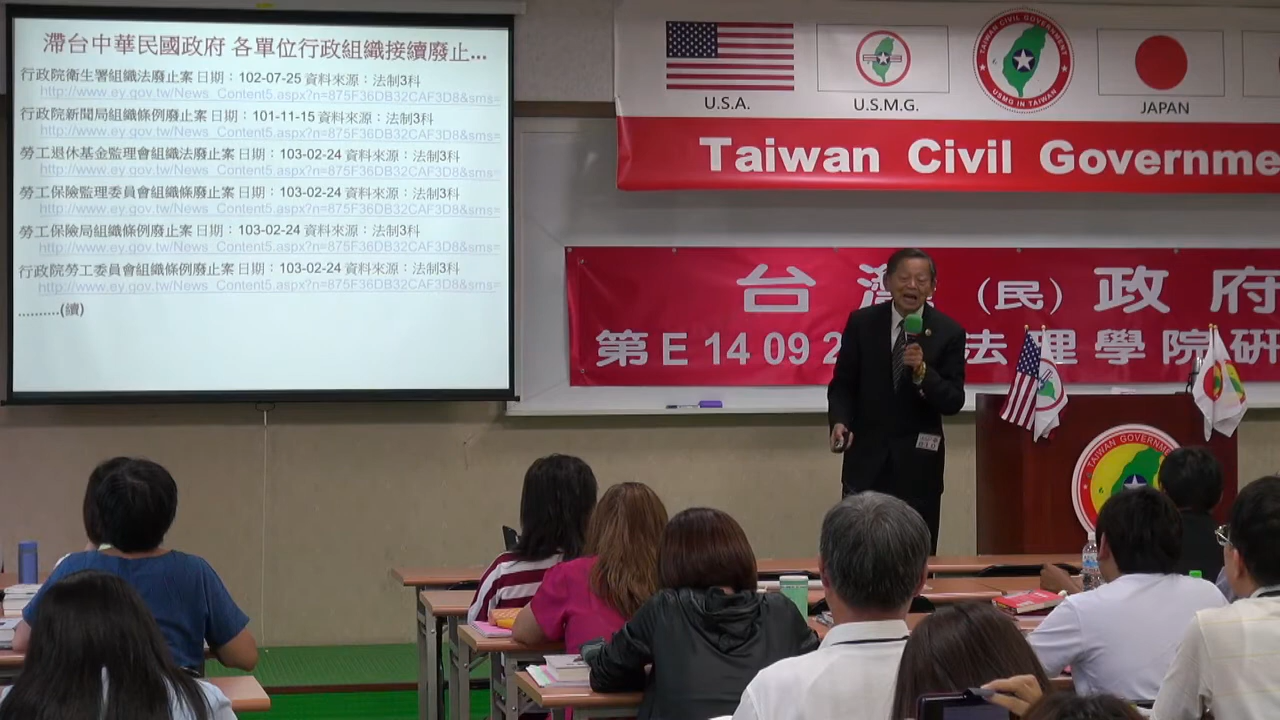 滯台中華民國政府 各單位行政組織接續廢止...
行政院衛生署組織法廢止案 日期：102-07-25 資料來源：法制3科
http://www.ey.gov.tw/News_Content5.aspx?n=875F36DB32CAF3D8&sms=
行政院新聞局組織條例廢止案 日期：101-11-15 資料來源：法制3科
http://www.ey.gov.tw/News_Content5.aspx?n=875F36DB32CAF3D8&sms=
勞工退休基金監理會組織法廢止案 日期：103-02-24 資料來源：法制3科
http://www.ey.gov.tw/News_Content5.aspx?n=875F36DB32CAF3D8&sms=
勞工保險監理委員會組織條廢止案 日期：103-02-24 資料來源：法制3科
http://www.ey.gov.tw/News_Content5.aspx?n=875F36DB32CAF3D8&sms=
勞工保險局組織條例廢止案 日期：103-02-24 資料來源：法制3科
http://www.ey.gov.tw/News_Content5.aspx?n=875F36DB32CAF3D8&sms=
行政院勞工委員會組織條例廢止案 日期：103-02-24 資料來源：法制3科
http://www.ey.gov.tw/News_Content5.aspx?n=875F36DB32CAF3D8&sms=
..........(續)
U.S.A.
U.S.M.G.
TAIWAN CIVIL GOVERNMENT
USMG IN TAIWAN
JAPAN
Taiwan Civil Governme
台 (民) 政 府
第 E 14 09 2 法 理 學 院 研
TAIWAN GOVERNMENT